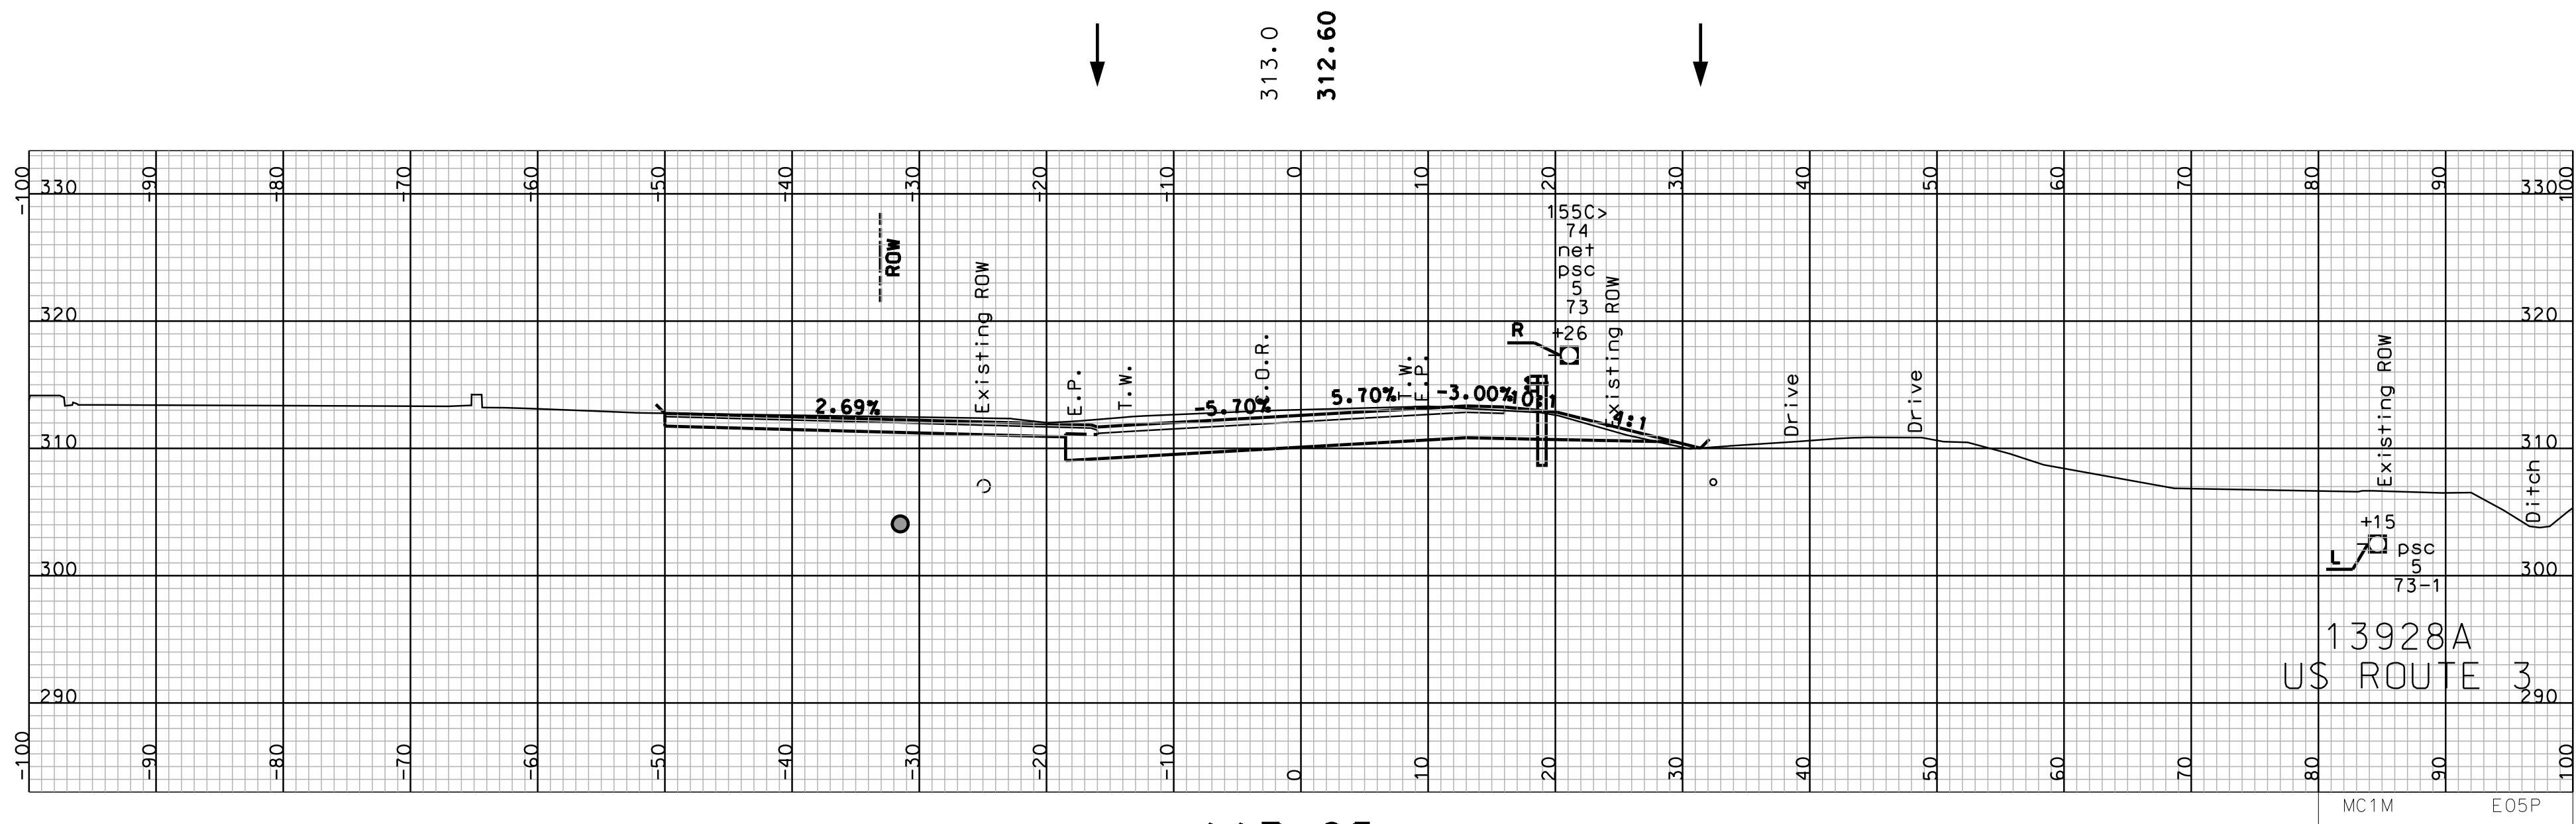 313.0
312.60
-100 -90 -80 -70 -60 -50 -40 -30 -20 -10 0 10 20 30 40 50 60 70 80 90 100
330 330
155C>
74
net
psc
5
73
+26
R
ROW
Existing ROW
E.P.
T.W.
T.W.
E.P.
Existing ROW
Drive
Drive
Existing ROW
Ditch
320 320
2.69%
-5.70%
5.70%
-3.00%
10:1
4:1
310 310
+15
L
psc
5
73-1
300 300
13928A
US ROUTE 3
290 290
-100 -90 -80 -70 -60 -50 -40 -30 -20 -10 0 10 20 30 40 50 60 70 80 90 100
MC1M E05P